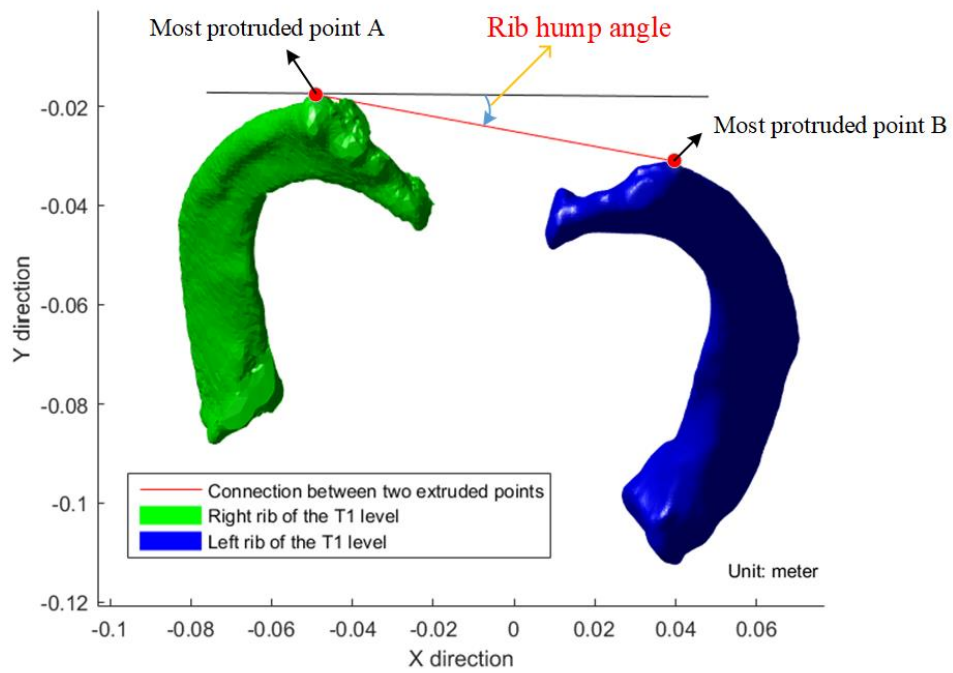 Most protruded point A
Rib hump angle
Most protruded point B
-0.02
-0.04
-0.06
-0.08
-0.1
-0.12
Y direction
Connection between two extruded points
Right rib of the T1 level
Left rib of the T1 level
Unit: meter
-0.1 -0.08 -0.06 -0.04 -0.02 0 0.02 0.04 0.06
X direction